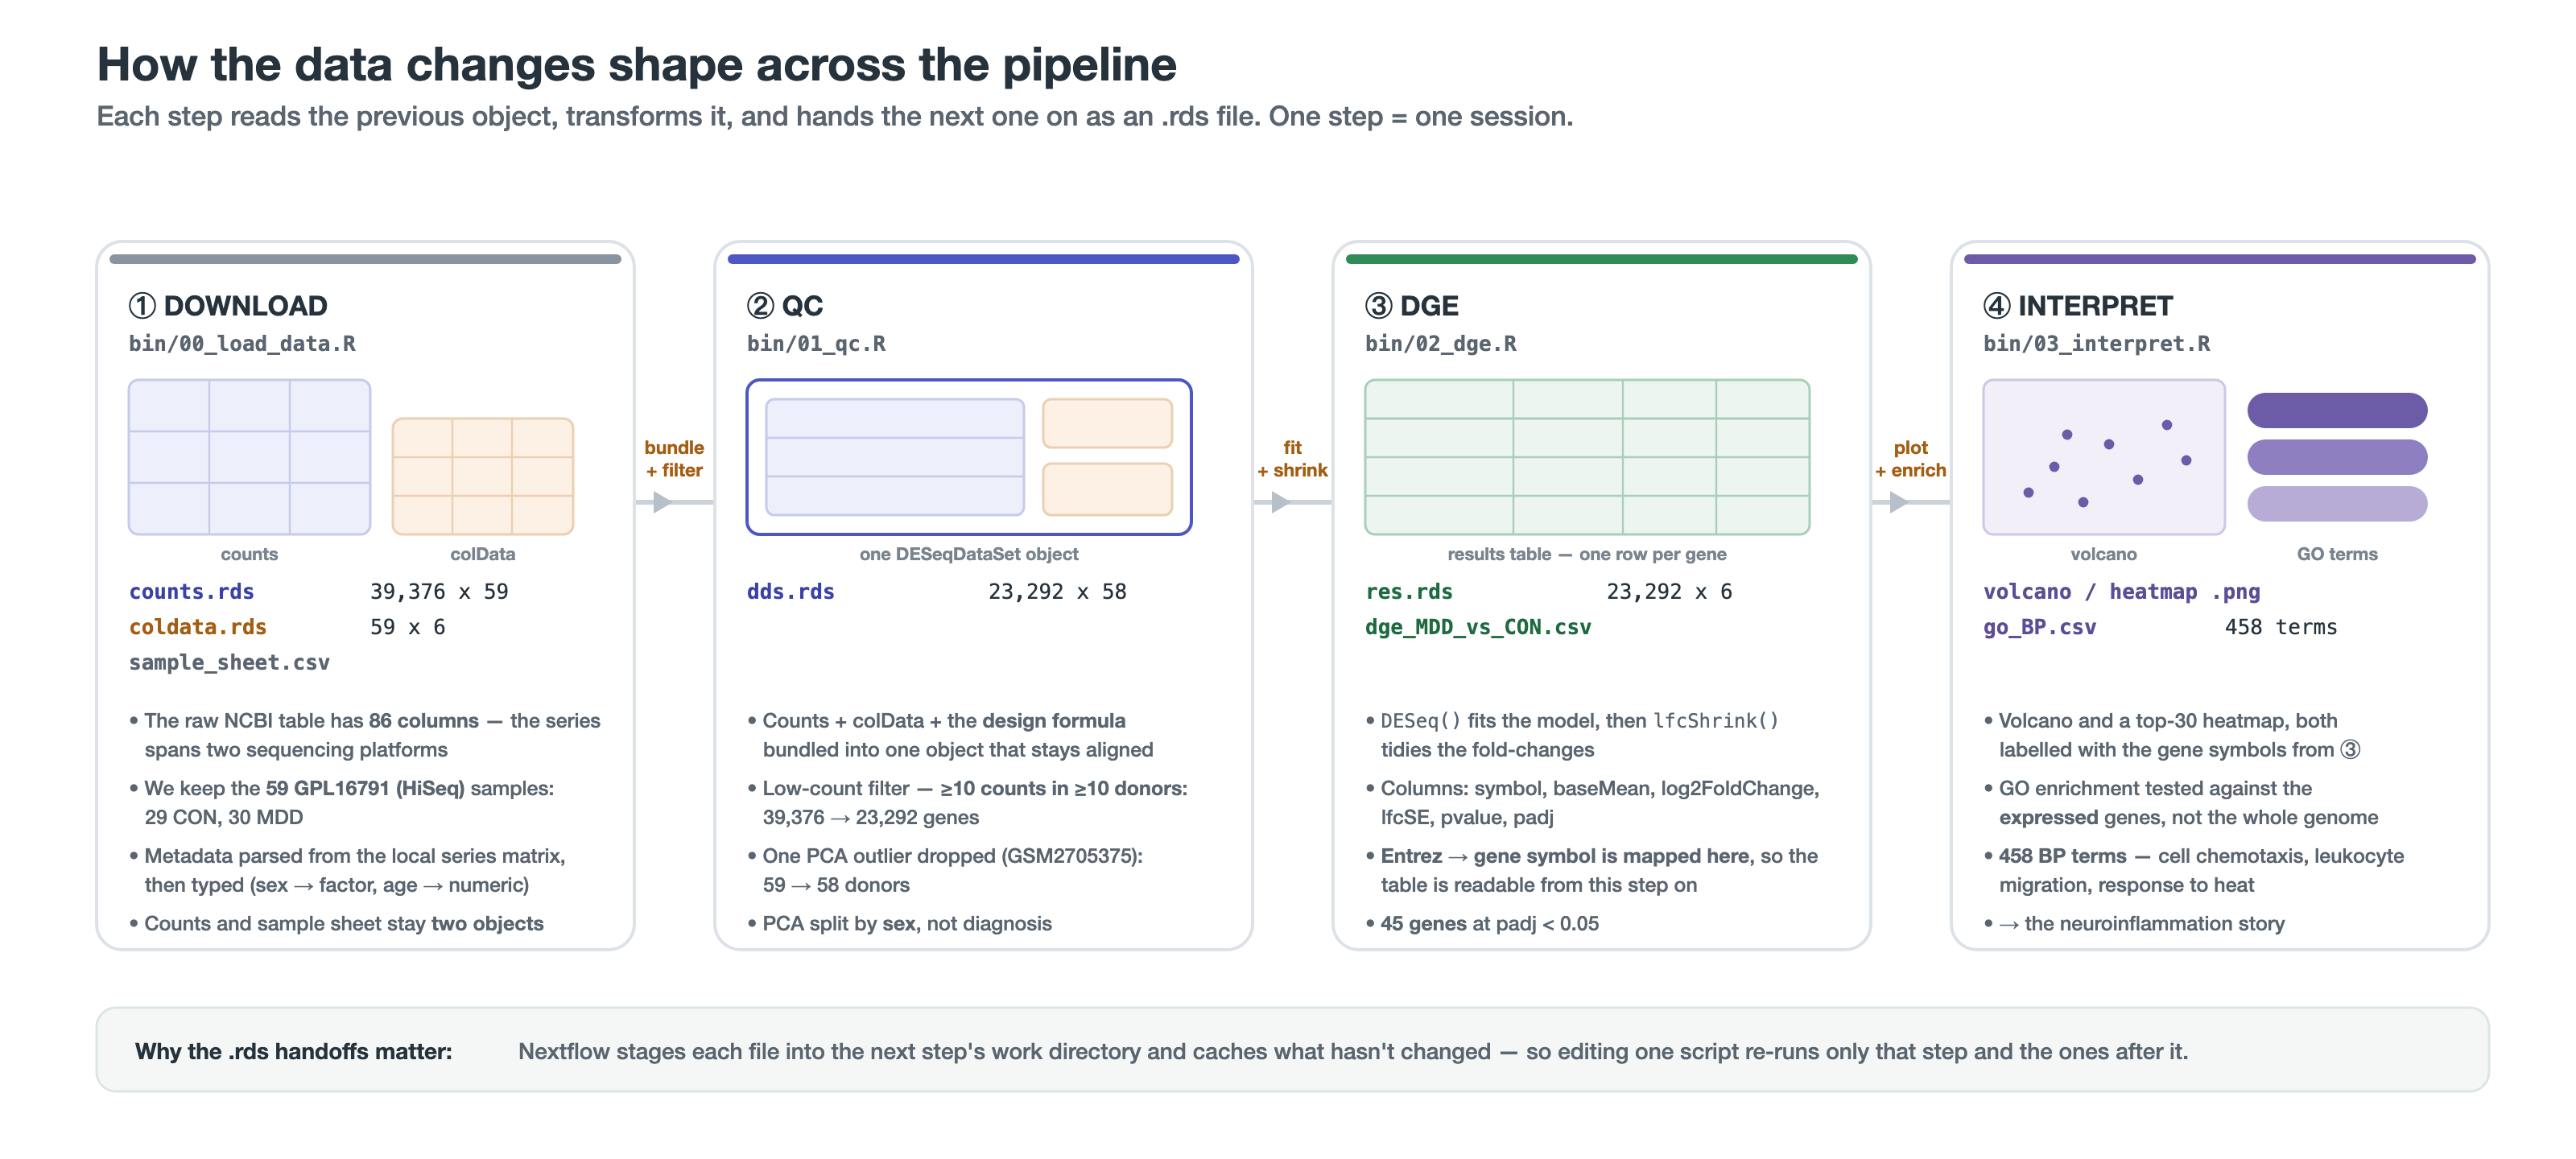 How the data changes shape across the pipeline
Each step reads the previous object, transforms it, and hands the next one on as an .rds file. One step = one session.
① DOWNLOAD
bin/00_load_data.R
counts
colData
counts.rds 39,376 x 59
coldata.rds 59 x 6
sample_sheet.csv
• The raw NCBI table has 86 columns — the series
spans two sequencing platforms
• We keep the 59 GPL16791 (HiSeq) samples:
29 CON, 30 MDD
• Metadata parsed from the local series matrix,
then typed (sex → factor, age → numeric)
• Counts and sample sheet stay two objects
bundle
+ filter
② QC
bin/01_qc.R
one DESeqDataSet object
dds.rds 23,292 x 58
• Counts + colData + the design formula
bundled into one object that stays aligned
• Low-count filter — ≥10 counts in ≥10 donors:
39,376 → 23,292 genes
• One PCA outlier dropped (GSM2705375):
59 → 58 donors
• PCA split by sex, not diagnosis
fit
+ shrink
③ DGE
bin/02_dge.R
results table — one row per gene
res.rds 23,292 x 6
dge_MDD_vs_CON.csv
• DESeq() fits the model, then lfcShrink()
tidies the fold-changes
• Columns: symbol, baseMean, log2FoldChange,
lfcSE, pvalue, padj
• Entrez → gene symbol is mapped here, so the
table is readable from this step on
• 45 genes at padj < 0.05
plot
+ enrich
④ INTERPRET
bin/03_interpret.R
volcano
GO terms
volcano / heatmap .png
go_BP.csv 458 terms
• Volcano and a top-30 heatmap, both
labelled with the gene symbols from ③
• GO enrichment tested against the
expressed genes, not the whole genome
• 458 BP terms — cell chemotaxis, leukocyte
migration, response to heat
• → the neuroinflammation story
Why the .rds handoffs matter: Nextflow stages each file into the next step's work directory and caches what hasn't changed — so editing one script re-runs only that step and the ones after it.